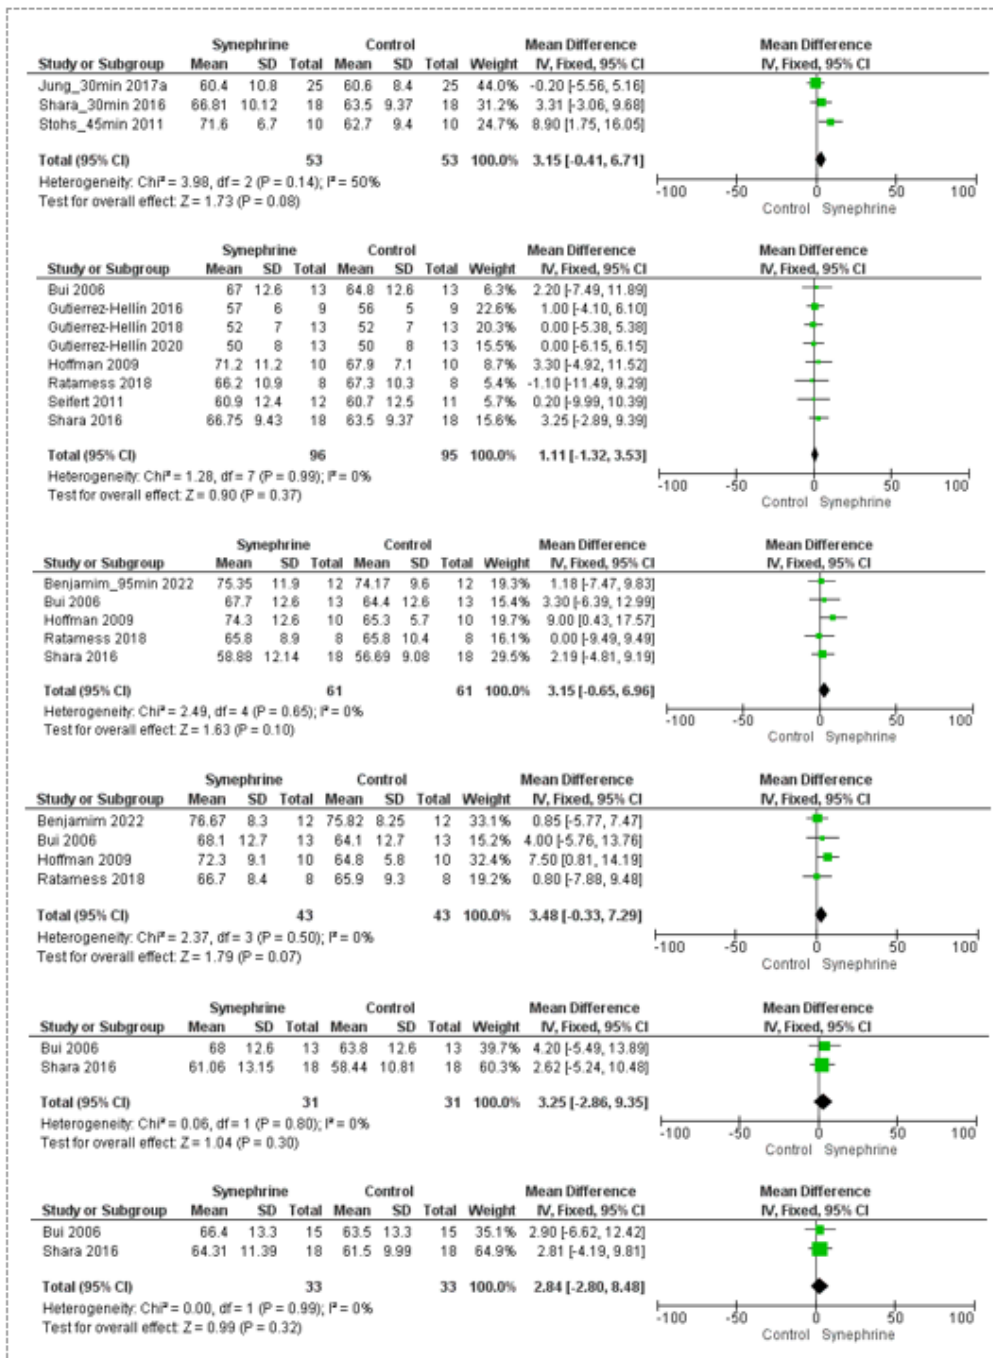 Synephrine Control Mean Difference Mean Difference
Study or Subgroup Mean SD Total Mean SD Total Weight IV, Fixed, 95% CI IV, Fixed, 95% CI
Jung_30min 2017a 60.4 10.8 25 60.6 8.4 25 44.0% -0.20 [-5.56, 5.16]
Shara_30min 2016 66.81 10.12 18 63.5 9.37 18 31.2% 3.31 [-3.06, 9.68]
Stohs_45min 2011 71.6 6.7 10 62.7 9.4 10 24.7% 8.90 [1.75, 16.05]
Total (95% CI) 53 53 100.0% 3.15 [-0.41, 6.71]
Heterogeneity: Chi² = 3.98, df = 2 (P = 0.14); I² = 50%
Test for overall effect: Z = 1.73 (P = 0.08)
-100 -50 0 50 100
Control Synephrine
Synephrine Control Mean Difference Mean Difference
Study or Subgroup Mean SD Total Mean SD Total Weight IV, Fixed, 95% CI IV, Fixed, 95% CI
Bui 2006 67 12.6 13 64.8 12.6 13 6.3% 2.20 [-7.49, 11.89]
Gutierrez-Hellín 2016 57 6 9 56 5 9 22.6% 1.00 [-4.10, 6.10]
Gutierrez-Hellín 2018 52 7 13 52 7 13 20.3% 0.00 [-5.38, 5.38]
Gutierrez-Hellín 2020 50 8 13 50 8 13 15.5% 0.00 [-6.15, 6.15]
Hoffman 2009 71.2 11.2 10 67.9 7.1 10 8.7% 3.30 [-4.92, 11.52]
Ratamess 2018 66.2 10.9 8 67.3 10.3 8 5.4% -1.10 [-11.49, 9.29]
Seifert 2011 60.9 12.4 12 60.7 12.5 11 5.7% 0.20 [-9.99, 10.39]
Shara 2016 66.75 9.43 18 63.5 9.37 18 15.6% 3.25 [-2.89, 9.39]
Total (95% CI) 96 95 100.0% 1.11 [-1.32, 3.53]
Heterogeneity: Chi² = 1.28, df = 7 (P = 0.99); I² = 0%
Test for overall effect: Z = 0.90 (P = 0.37)
-100 -50 0 50 100
Control Synephrine
Synephrine Control Mean Difference Mean Difference
Study or Subgroup Mean SD Total Mean SD Total Weight IV, Fixed, 95% CI IV, Fixed, 95% CI
Benjamim_95min 2022 75.35 11.9 12 74.17 9.6 12 19.3% 1.18 [-7.47, 9.83]
Bui 2006 67.7 12.6 13 64.4 12.6 13 15.4% 3.30 [-6.39, 12.99]
Hoffman 2009 74.3 12.6 10 65.3 5.7 10 19.7% 9.00 [0.43, 17.57]
Ratamess 2018 65.8 8.9 8 65.8 10.4 8 16.1% 0.00 [-9.49, 9.49]
Shara 2016 58.88 12.14 18 56.69 9.08 18 29.5% 2.19 [-4.81, 9.19]
Total (95% CI) 61 61 100.0% 3.15 [-0.65, 6.96]
Heterogeneity: Chi² = 2.49, df = 4 (P = 0.65); I² = 0%
Test for overall effect: Z = 1.63 (P = 0.10)
-100 -50 0 50 100
Control Synephrine
Synephrine Control Mean Difference Mean Difference
Study or Subgroup Mean SD Total Mean SD Total Weight IV, Fixed, 95% CI IV, Fixed, 95% CI
Benjamim 2022 76.67 8.3 12 75.82 8.25 12 33.1% 0.85 [-5.77, 7.47]
Bui 2006 68.1 12.7 13 64.1 12.7 13 15.2% 4.00 [-5.76, 13.76]
Hoffman 2009 72.3 9.1 10 64.8 5.8 10 32.4% 7.50 [0.81, 14.19]
Ratamess 2018 66.7 8.4 8 65.9 9.3 8 19.2% 0.80 [-7.88, 9.48]
Total (95% CI) 43 43 100.0% 3.48 [-0.33, 7.29]
Heterogeneity: Chi² = 2.37, df = 3 (P = 0.50); I² = 0%
Test for overall effect: Z = 1.79 (P = 0.07)
-100 -50 0 50 100
Control Synephrine
Synephrine Control Mean Difference Mean Difference
Study or Subgroup Mean SD Total Mean SD Total Weight IV, Fixed, 95% CI IV, Fixed, 95% CI
Bui 2006 68 12.6 13 63.8 12.6 13 39.7% 4.20 [-5.49, 13.89]
Shara 2016 61.06 13.15 18 58.44 10.81 18 60.3% 2.62 [-5.24, 10.48]
Total (95% CI) 31 31 100.0% 3.25 [-2.86, 9.35]
Heterogeneity: Chi² = 0.06, df = 1 (P = 0.80); I² = 0%
Test for overall effect: Z = 1.04 (P = 0.30)
-100 -50 0 50 100
Control Synephrine
Synephrine Control Mean Difference Mean Difference
Study or Subgroup Mean SD Total Mean SD Total Weight IV, Fixed, 95% CI IV, Fixed, 95% CI
Bui 2006 66.4 13.3 15 63.5 13.3 15 35.1% 2.90 [-6.62, 12.42]
Shara 2016 64.31 11.39 18 61.5 9.99 18 64.9% 2.81 [-4.19, 9.81]
Total (95% CI) 33 33 100.0% 2.84 [-2.80, 8.48]
Heterogeneity: Chi² = 0.00, df = 1 (P = 0.99); I² = 0%
Test for overall effect: Z = 0.99 (P = 0.32)
-100 -50 0 50 100
Control Synephrine